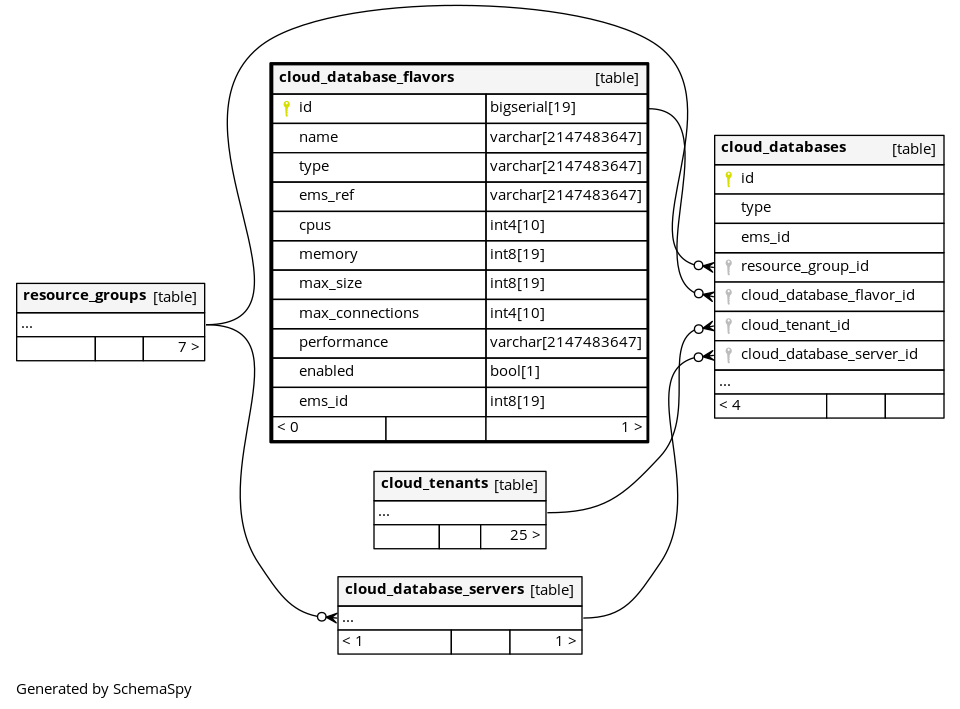 cloud_database_flavors [table]
id bigserial[19]
name varchar[2147483647]
type varchar[2147483647]
ems_ref varchar[2147483647]
cpus int4[10]
memory int8[19]
max_size int8[19]
max_connections int4[10]
performance varchar[2147483647]
enabled bool[1]
ems_id int8[19]
< 0 1 >
cloud_databases [table]
id
type
ems_id
resource_group_id
cloud_database_flavor_id
cloud_tenant_id
cloud_database_server_id
...
< 4
resource_groups [table]
...
7 >
cloud_tenants [table]
...
25 >
cloud_database_servers [table]
...
< 1 1 >
Generated by SchemaSpy